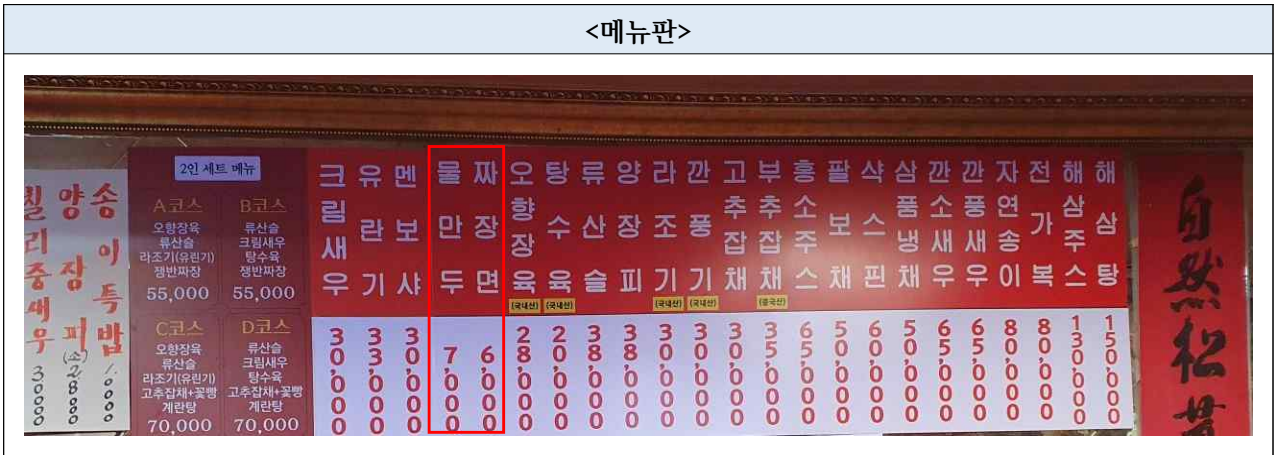 <메뉴판>
칠리중새우 30000
양장피 (소) 28000
송이득밥 10000
2인 세트 메뉴
A코스
오향장육
류산슬
라조기(유린기)
쟁반짜장
55,000
B코스
류산슬
크림새우
탕수육
쟁반짜장
55,000
C코스
오향장육
류산슬
라조기(유린기)
고추잡채+꽃빵
계란탕
70,000
D코스
류산슬
크림새우
탕수육
고추잡채+꽃빵
계란탕
70,000
크림새우 30,000
유란기 33,000
멘보샤 30,000
물만두 7,000
짜장면 6,000
오향장육 (국내산) 28,000
탕수육 (국내산) 20,000
류산슬 38,000
양장피 38,000
라조기 (국내산) 30,000
깐풍기 (국내산) 30,000
고추잡채 30,000
부추잡채 (중국산) 35,000
홍소주스 65,000
팔보채 50,000
삭스핀 60,000
삼품냉채 50,000
깐소새우 65,000
깐풍새우 65,000
자연송이 80,000
전가복 80,000
해삼주스 130,000
해삼탕 150,000
自然松